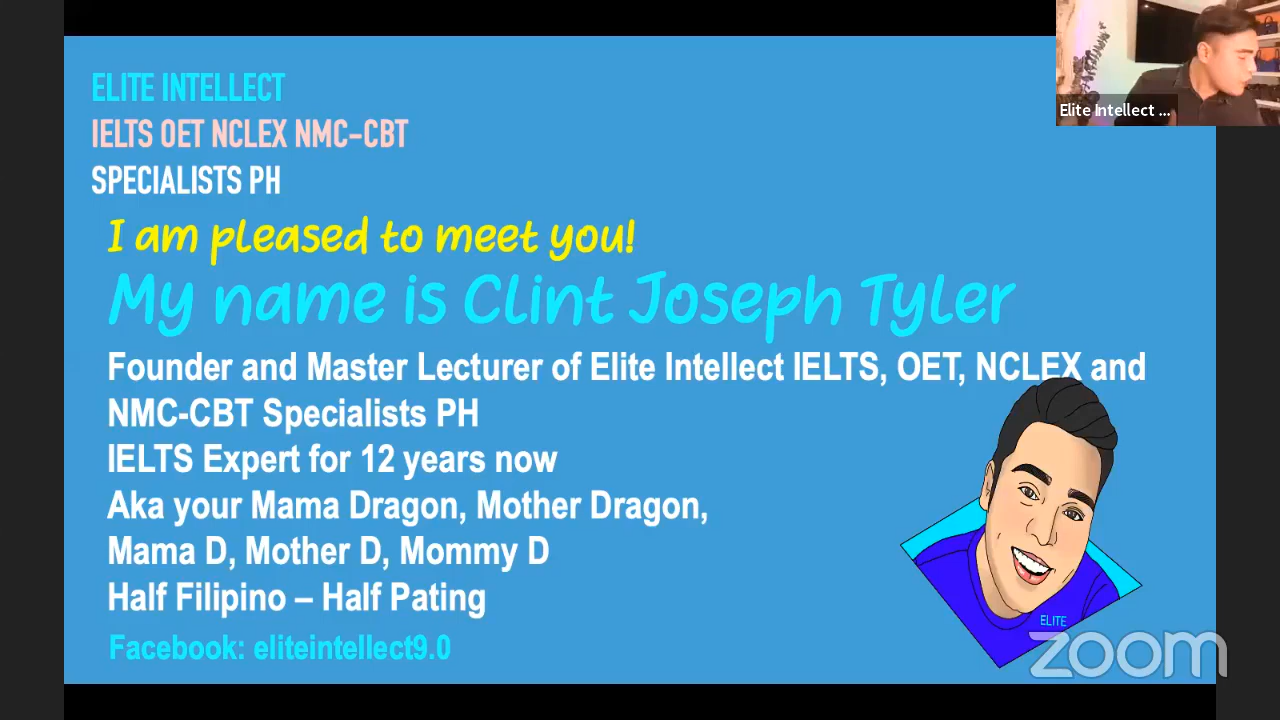 ELITE INTELLECT
IELTS OET NCLEX NMC-CBT
SPECIALISTS PH
I am pleased to meet you!
My name is Clint Joseph Tyler
Founder and Master Lecturer of Elite Intellect IELTS, OET, NCLEX and
NMC-CBT Specialists PH
IELTS Expert for 12 years now
Aka your Mama Dragon, Mother Dragon,
Mama D, Mother D, Mommy D
Half Filipino – Half Pating
Facebook: eliteintellect9.0
ELITE
zoom
Elite Intellect ...